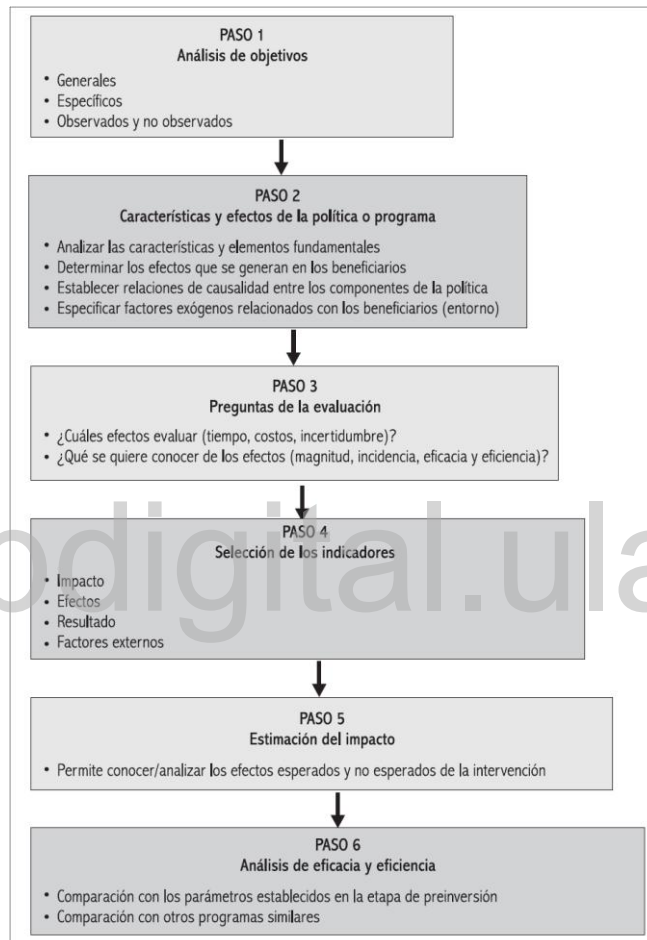 PASO 1
Análisis de objetivos
• Generales
• Específicos
• Observados y no observados
PASO 2
Características y efectos de la política o programa
• Analizar las características y elementos fundamentales
• Determinar los efectos que se generan en los beneficiarios
• Establecer relaciones de causalidad entre los componentes de la política
• Especificar factores exógenos relacionados con los beneficiarios (entorno)
PASO 3
Preguntas de la evaluación
• ¿Cuáles efectos evaluar (tiempo, costos, incertidumbre)?
• ¿Qué se quiere conocer de los efectos (magnitud, incidencia, eficacia y eficiencia)?
odigital.ula
PASO 4
Selección de los indicadores
• Impacto
• Efectos
• Resultado
• Factores externos
PASO 5
Estimación del impacto
• Permite conocer/analizar los efectos esperados y no esperados de la intervención
PASO 6
Análisis de eficacia y eficiencia
• Comparación con los parámetros establecidos en la etapa de preinversión
• Comparación con otros programas similares